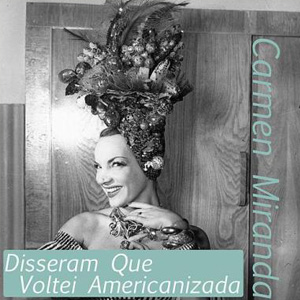 Carmen Miranda
Disseram Que
Voltei Americanizada